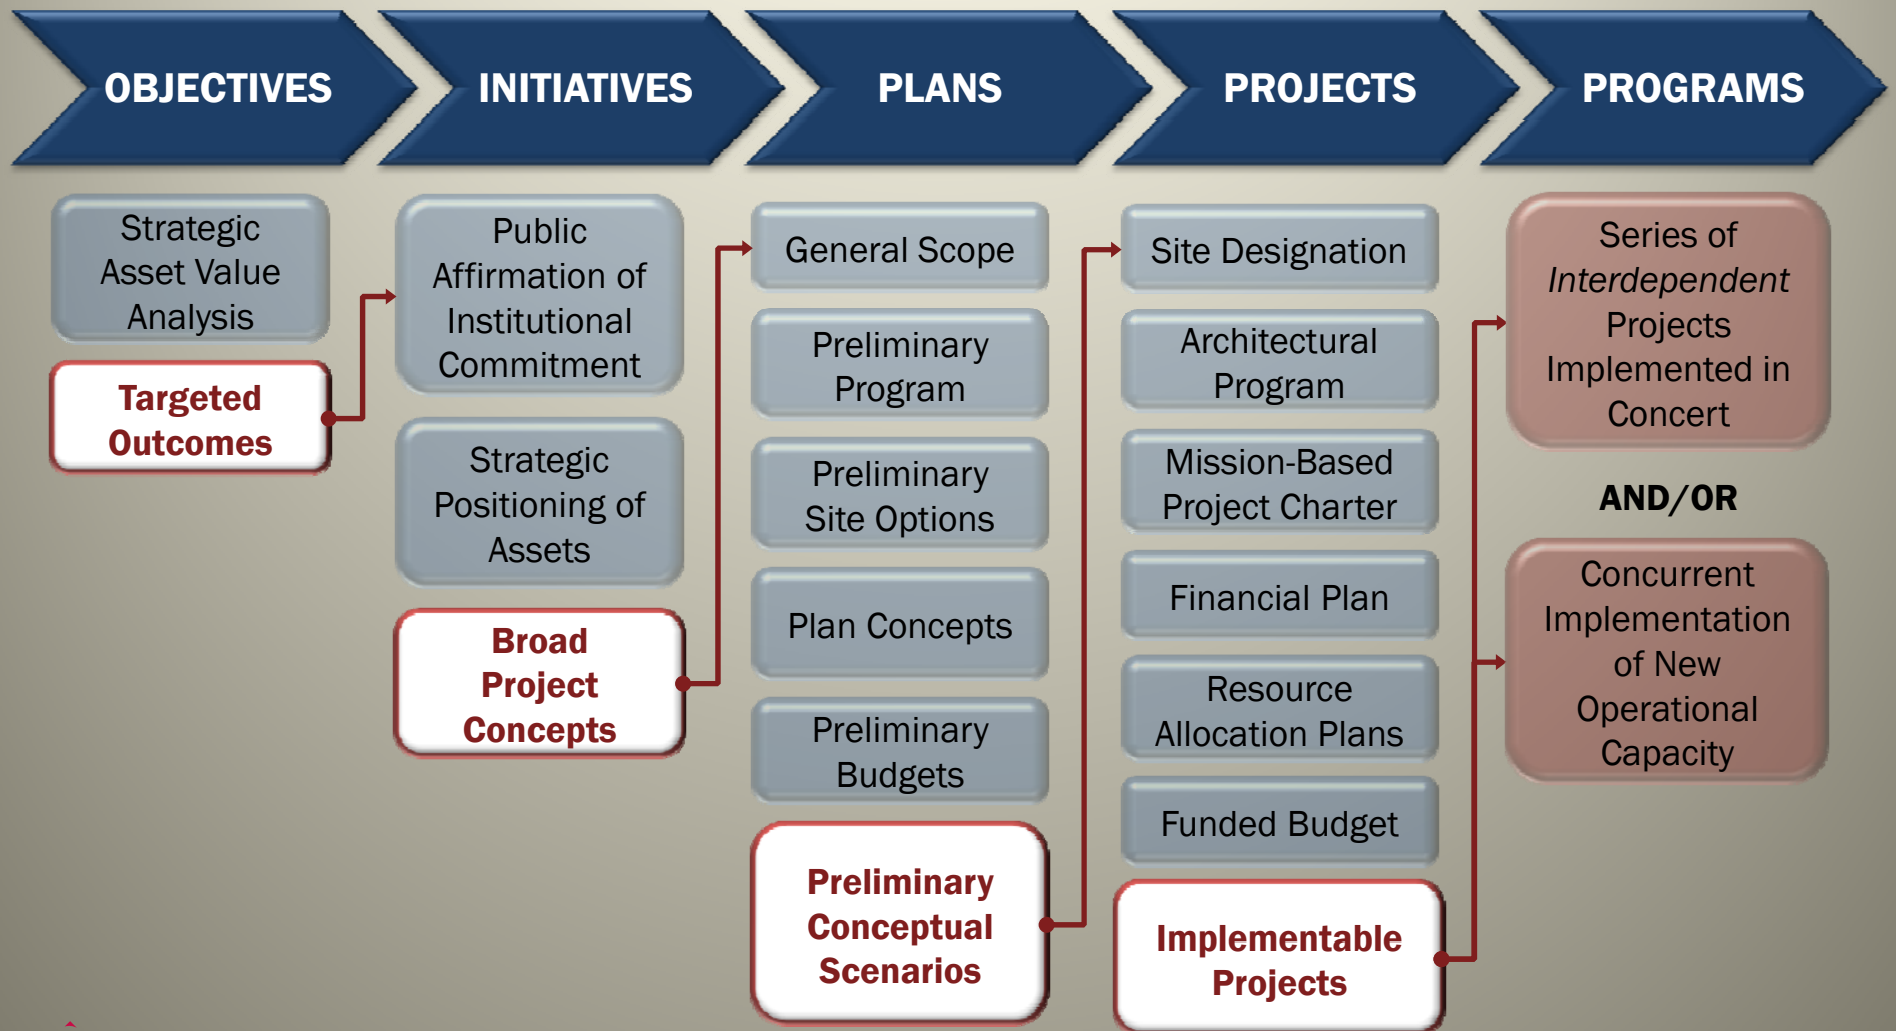 OBJECTIVES
INITIATIVES
PLANS
PROJECTS
PROGRAMS
Strategic
Asset Value
Analysis
Targeted
Outcomes
Public
Affirmation of
Institutional
Commitment
Strategic
Positioning of
Assets
Broad
Project
Concepts
General Scope
Preliminary
Program
Preliminary
Site Options
Plan Concepts
Preliminary
Budgets
Preliminary
Conceptual
Scenarios
Site Designation
Architectural
Program
Mission-Based
Project Charter
Financial Plan
Resource
Allocation Plans
Funded Budget
Implementable
Projects
Series of
Interdependent
Projects
Implemented in
Concert
AND/OR
Concurrent
Implementation
of New
Operational
Capacity